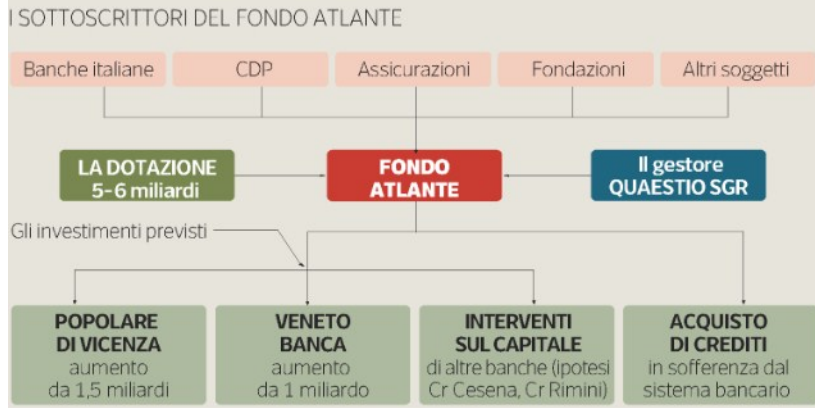 I SOTTOSCRITTORI DEL FONDO ATLANTE
Banche italiane
CDP
Assicurazioni
Fondazioni
Altri soggetti
LA DOTAZIONE
5-6 miliardi
FONDO
ATLANTE
Il gestore
QUAESTIO SGR
Gli investimenti previsti
POPOLARE
DI VICENZA
aumento
da 1,5 miliardi
VENETO
BANCA
aumento
da 1 miliardo
INTERVENTI
SUL CAPITALE
di altre banche (ipotesi
Cr Cesena, Cr Rimini)
ACQUISTO
DI CREDITI
in sofferenza dal
sistema bancario